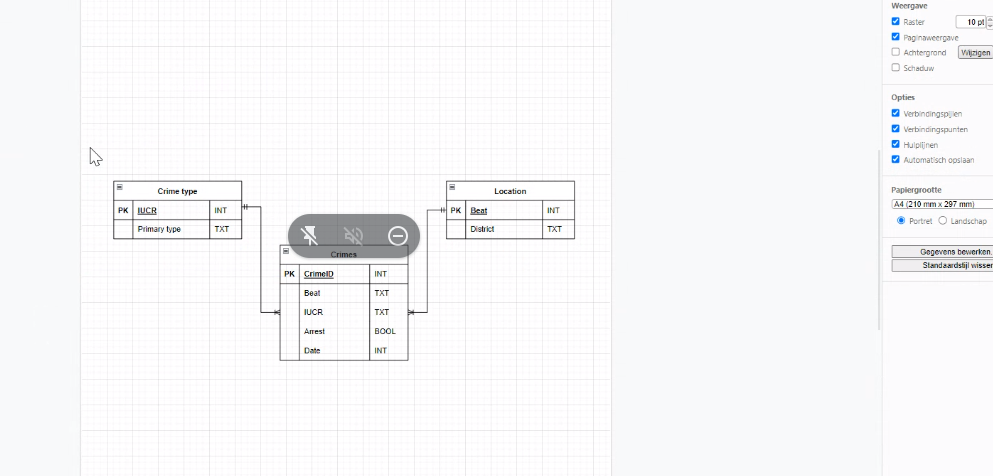 Weergave
Raster
10 pt
Paginaweergave
Achtergrond
Wijzigen
Schaduw
Opties
Verbindingspijlen
Verbindingspunten
Hulplijnen
Automatisch opslaan
Papiergrootte
A4 (210 mm x 297 mm)
Portret
Landschap
Gegevens bewerken.
Standaardstijl wissen
Crime type
PK IUCR INT
Primary type TXT
Location
PK Beat INT
District TXT
Crimes
PK CrimeID INT
Beat TXT
IUCR TXT
Arrest BOOL
Date INT